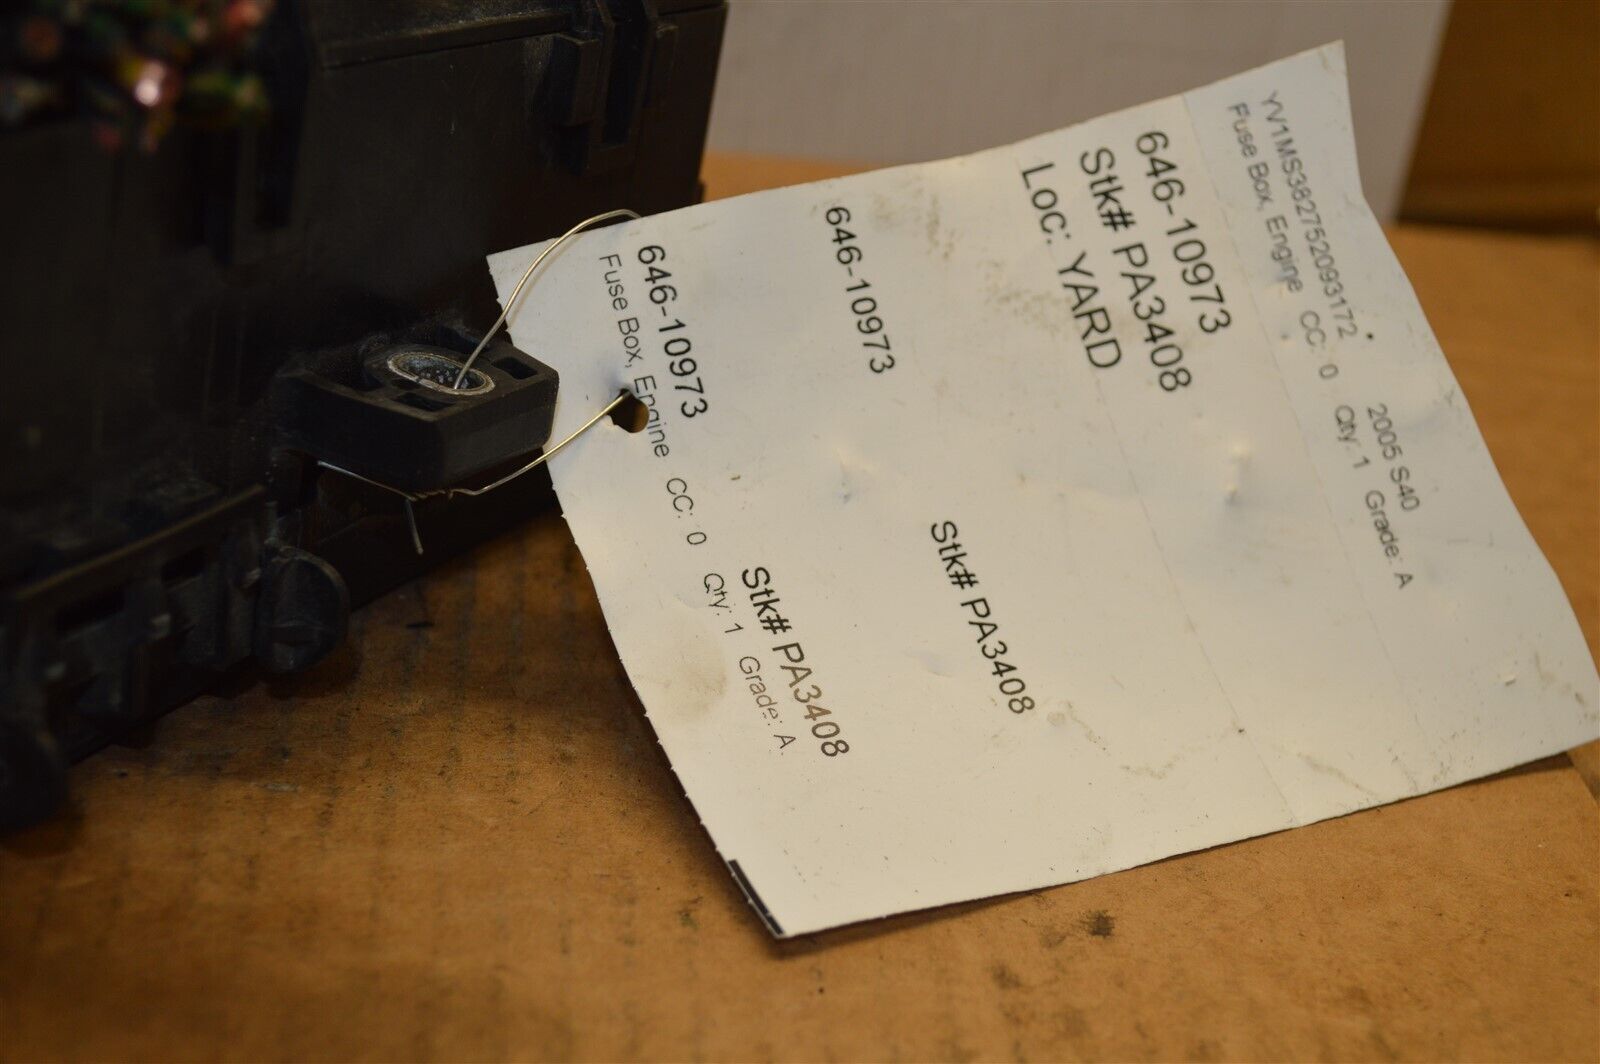 YV1MS382752093172 2005 S40
Fuse Box, Engine CC: 0 Qty: 1 Grade: A
646-10973
Stk# PA3408
Loc: YARD
646-10973 Stk# PA3408
646-10973 Stk# PA3408
Fuse Box, Engine CC: 0 Qty: 1 Grade: A